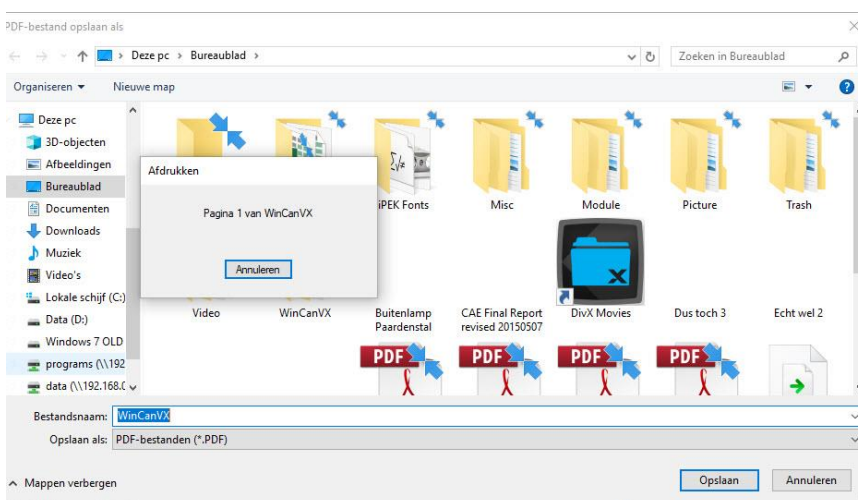 PDF-bestand opslaan als
Deze pc > Bureaublad >
Zoeken in Bureaublad
Organiseren
Nieuwe map
Deze pc
3D-objecten
Afbeeldingen
Bureaublad
Documenten
Downloads
Muziek
Video's
Lokale schijf (C:)
Data (D:)
Windows 7 OLD
programs (\\192
data (\\192.168.0
Afdrukken
Pagina 1 van WinCanVX
Annuleren
iPEK Fonts
Misc
Module
Picture
Trash
Video
WinCanVX
Buitenlamp
Paardenstal
CAE Final Report
revised 20150507
DivX Movies
Dus toch 3
Echt wel 2
PDF
PDF
PDF
PDF
Bestandsnaam: WinCanVX
Opslaan als: PDF-bestanden (*.PDF)
Mappen verbergen
Opslaan
Annuleren